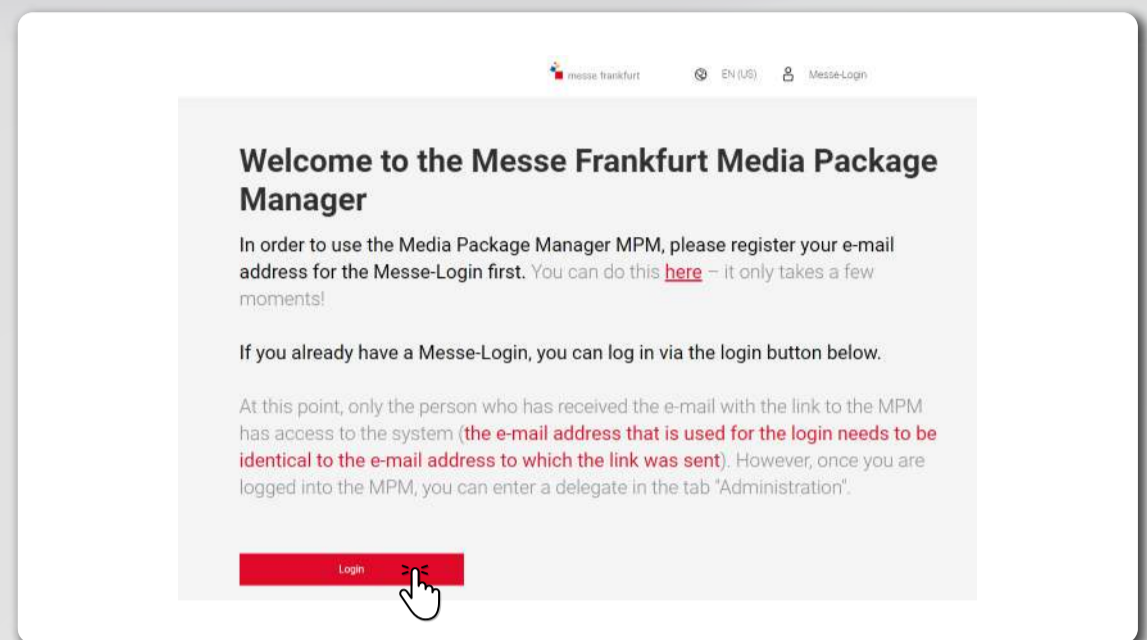 messe frankfurt EN (US) Messe-Login
Welcome to the Messe Frankfurt Media Package
Manager
In order to use the Media Package Manager MPM, please register your e-mail
address for the Messe-Login first. You can do this here – it only takes a few
moments!
If you already have a Messe-Login, you can log in via the login button below.
At this point, only the person who has received the e-mail with the link to the MPM
has access to the system (the e-mail address that is used for the login needs to be
identical to the e-mail address to which the link was sent). However, once you are
logged into the MPM, you can enter a delegate in the tab "Administration".
Login